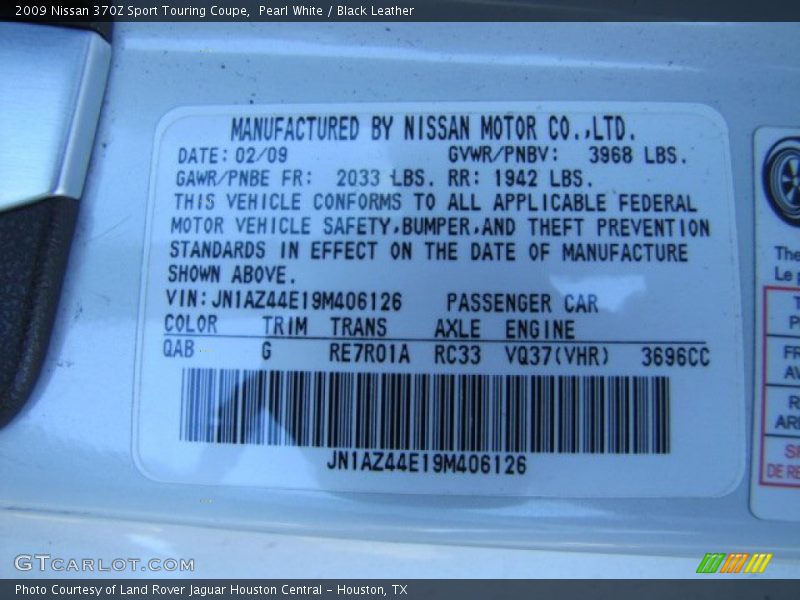 2009 Nissan 370Z Sport Touring Coupe, Pearl White / Black Leather
MANUFACTURED BY NISSAN MOTOR CO.,LTD.
DATE: 02/09 GVWR/PNBV: 3968 LBS.
GAWR/PNBE FR: 2033 LBS. RR: 1942 LBS.
THIS VEHICLE CONFORMS TO ALL APPLICABLE FEDERAL
MOTOR VEHICLE SAFETY,BUMPER,AND THEFT PREVENTION
STANDARDS IN EFFECT ON THE DATE OF MANUFACTURE
SHOWN ABOVE.
VIN: JN1AZ44E19M406126 PASSENGER CAR
COLOR TRIM TRANS AXLE ENGINE
QAB G RE7R01A RC33 VQ37(VHR) 3696CC
JN1AZ44E19M406126
The
Le
DE
GTCARLOT.COM
Photo Courtesy of Land Rover Jaguar Houston Central - Houston, TX